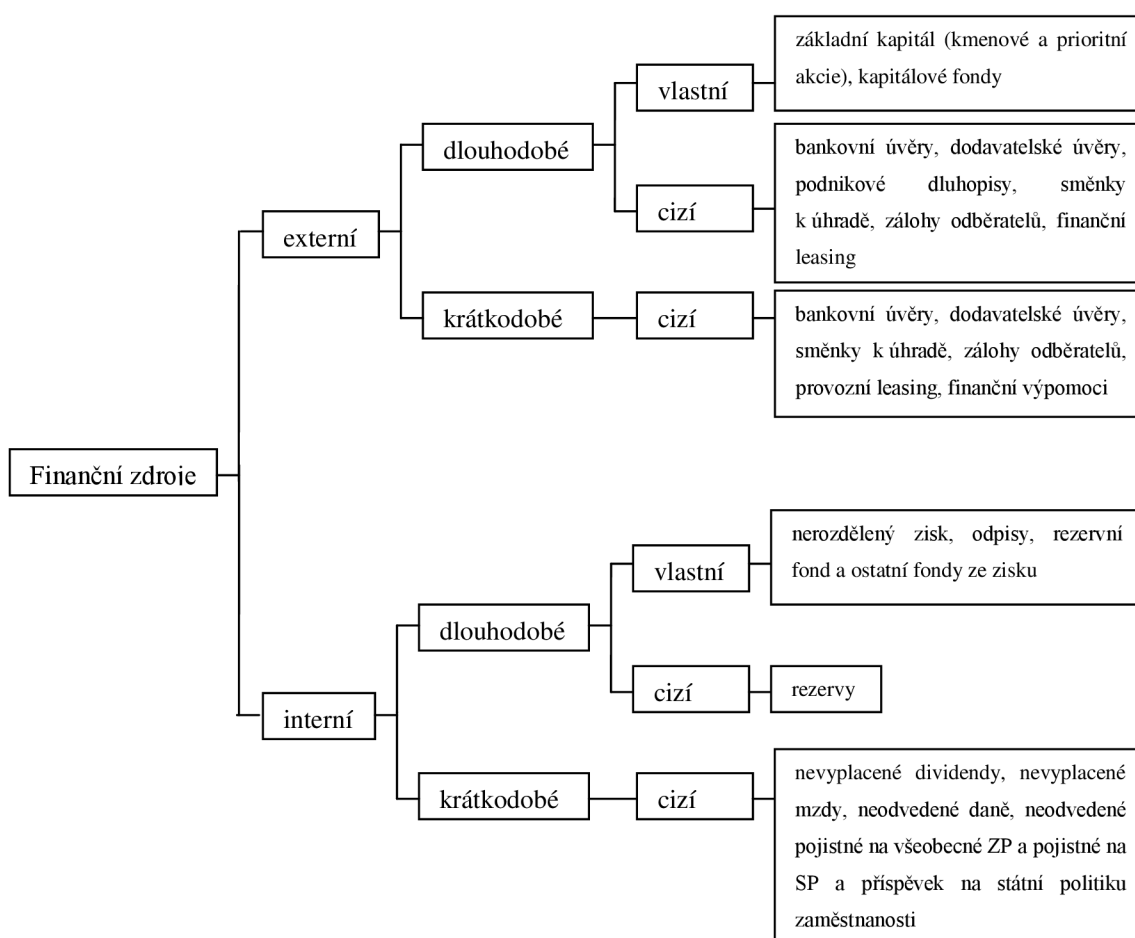 základní kapitál (kmenové a prioritní
akcie), kapitálové fondy
vlastní
dlouhodobé
bankovní úvěry, dodavatelské úvěry,
podnikové dluhopisy, směnky
k úhradě, zálohy odběratelů, finanční
leasing
cizí
externí
krátkodobé
cizí
bankovní úvěry, dodavatelské úvěry,
směnky k úhradě, zálohy odběratelů,
provozní leasing, finanční výpomoci
Finanční zdroje
nerozdělený zisk, odpisy, rezervní
fond a ostatní fondy ze zisku
vlastní
dlouhodobé
cizí
rezervy
interní
krátkodobé
cizí
nevyplacené dividendy, nevyplacené
mzdy, neodvedené daně, neodvedené
pojistné na všeobecné ZP a pojistné na
SP a příspěvek na státní politiku
zaměstnanosti